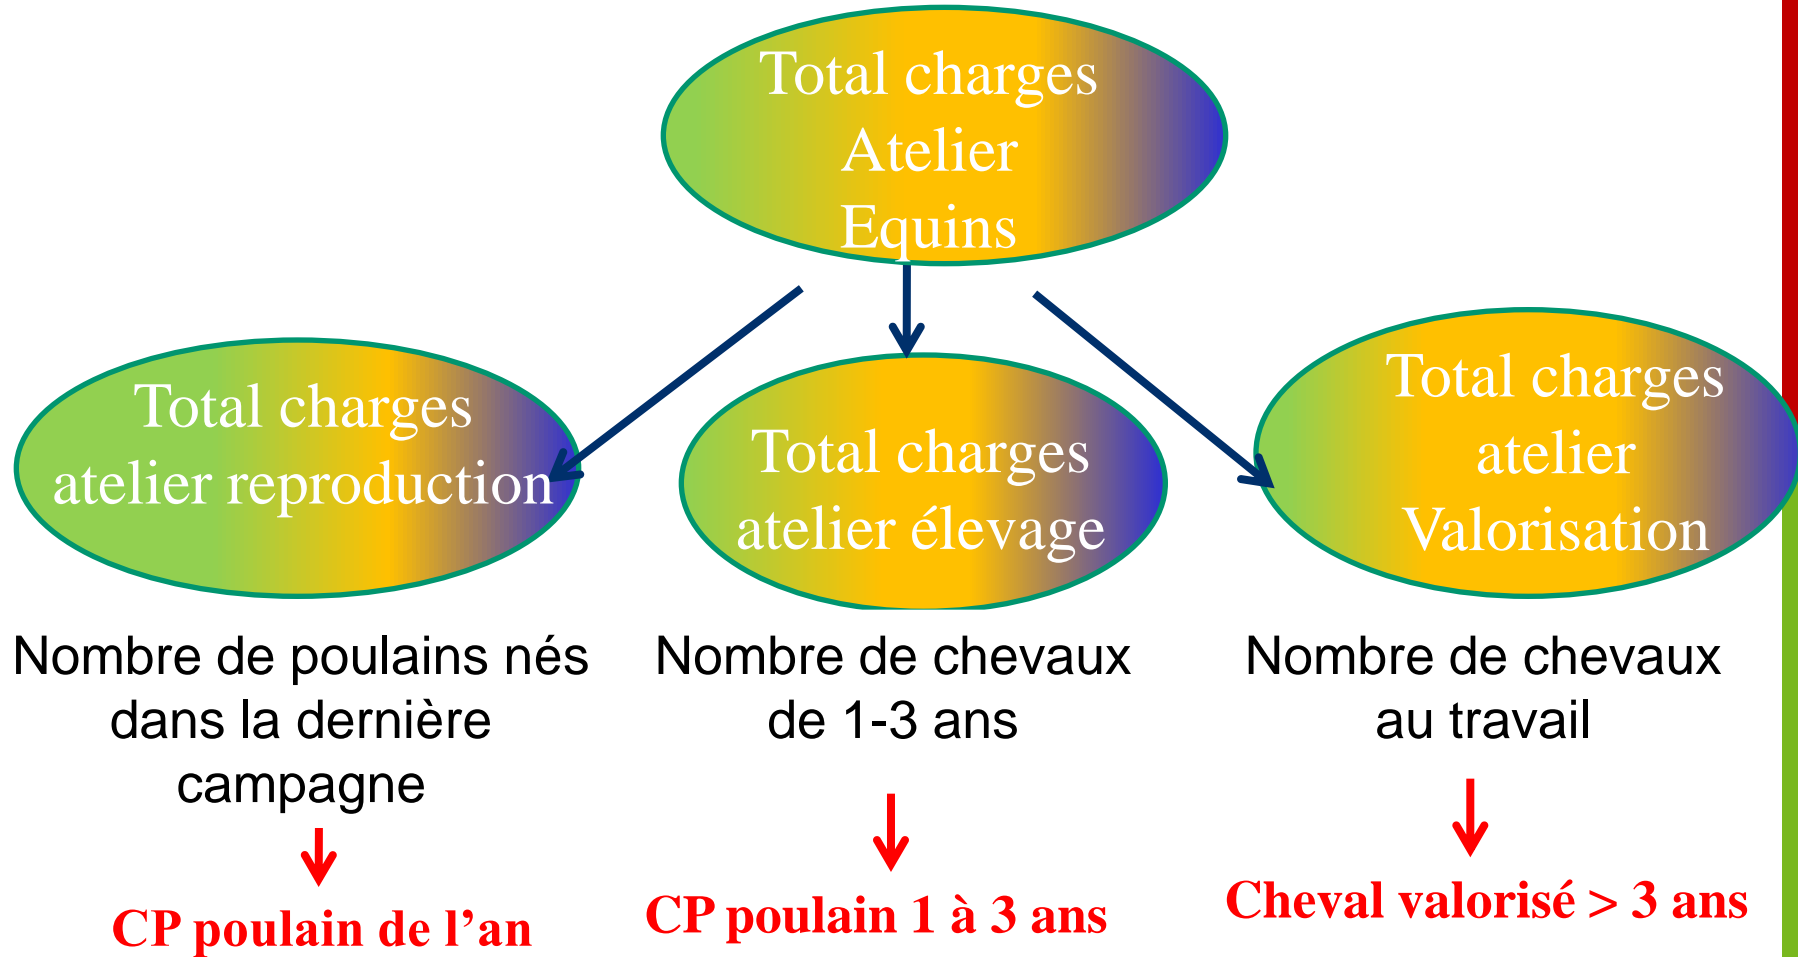 Total charges
Atelier
Equins
Total charges
atelier reproduction
Total charges
atelier élevage
Total charges
atelier
Valorisation
Nombre de poulains nés
dans la dernière
campagne
Nombre de chevaux
de 1-3 ans
Nombre de chevaux
au travail
CP poulain de l’an
CP poulain 1 à 3 ans
Cheval valorisé > 3 ans